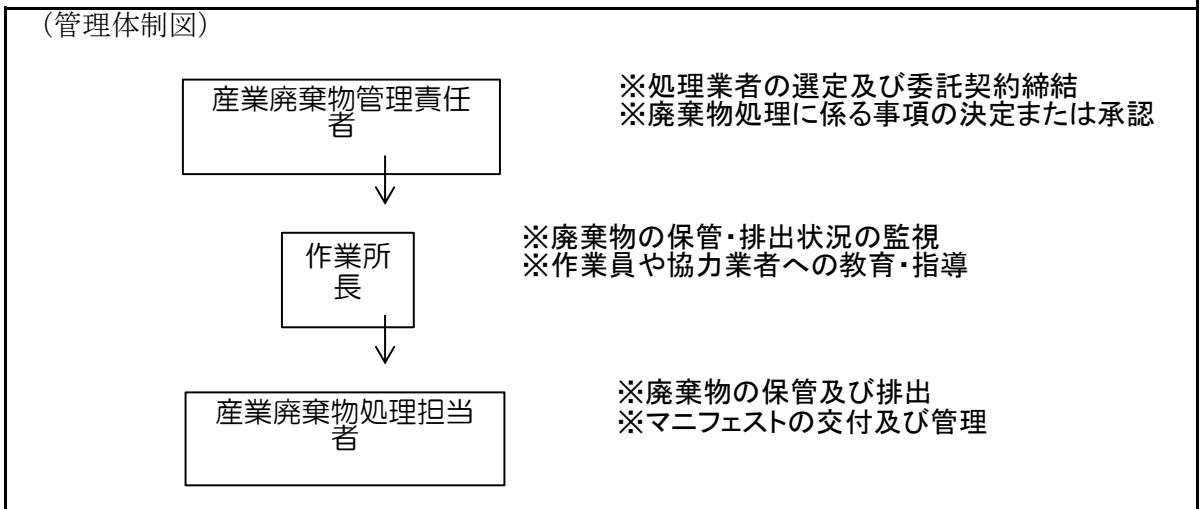 (管理体制図)
産業廃棄物管理責任
者
※処理業者の選定及び委託契約締結
※廃棄物処理に係る事項の決定または承認
作業所
長
※廃棄物の保管・排出状況の監視
※作業員や協力業者への教育・指導
産業廃棄物処理担当
者
※廃棄物の保管及び排出
※マニフェストの交付及び管理